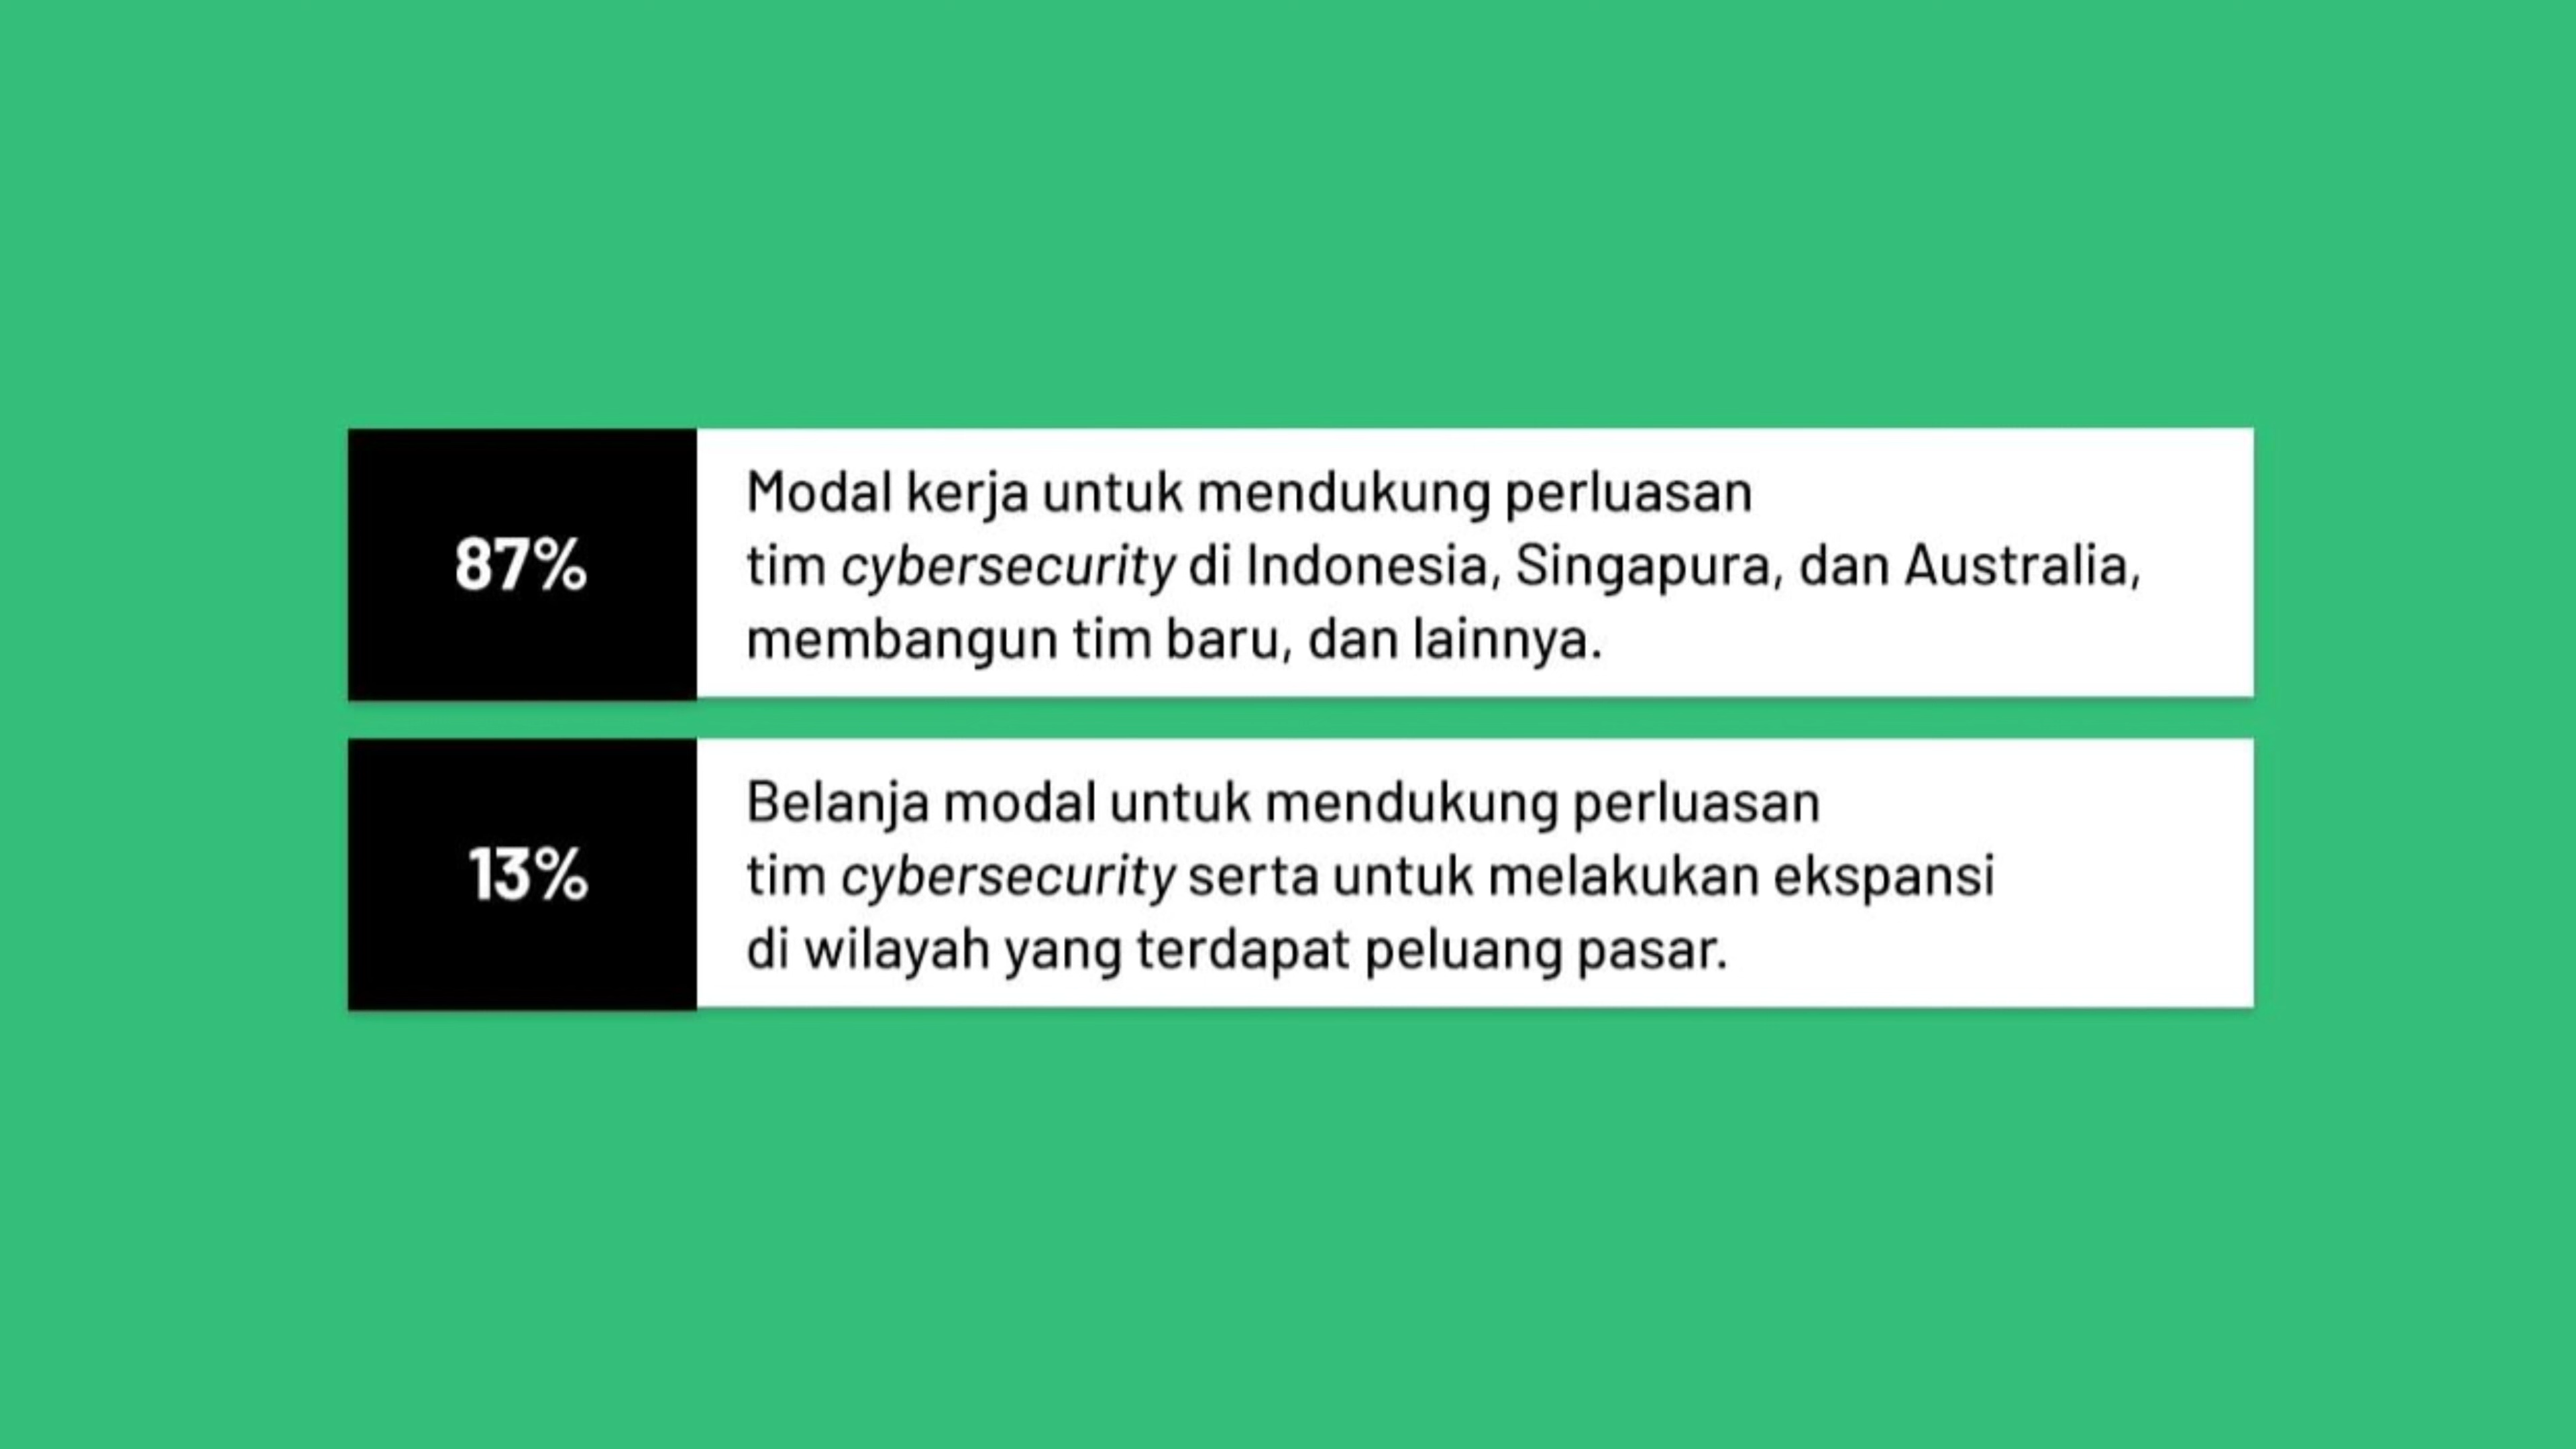 87%
Modal kerja untuk mendukung perluasan
tim cybersecurity di Indonesia, Singapura, dan Australia,
membangun tim baru, dan lainnya.
13%
Belanja modal untuk mendukung perluasan
tim cybersecurity serta untuk melakukan ekspansi
di wilayah yang terdapat peluang pasar.